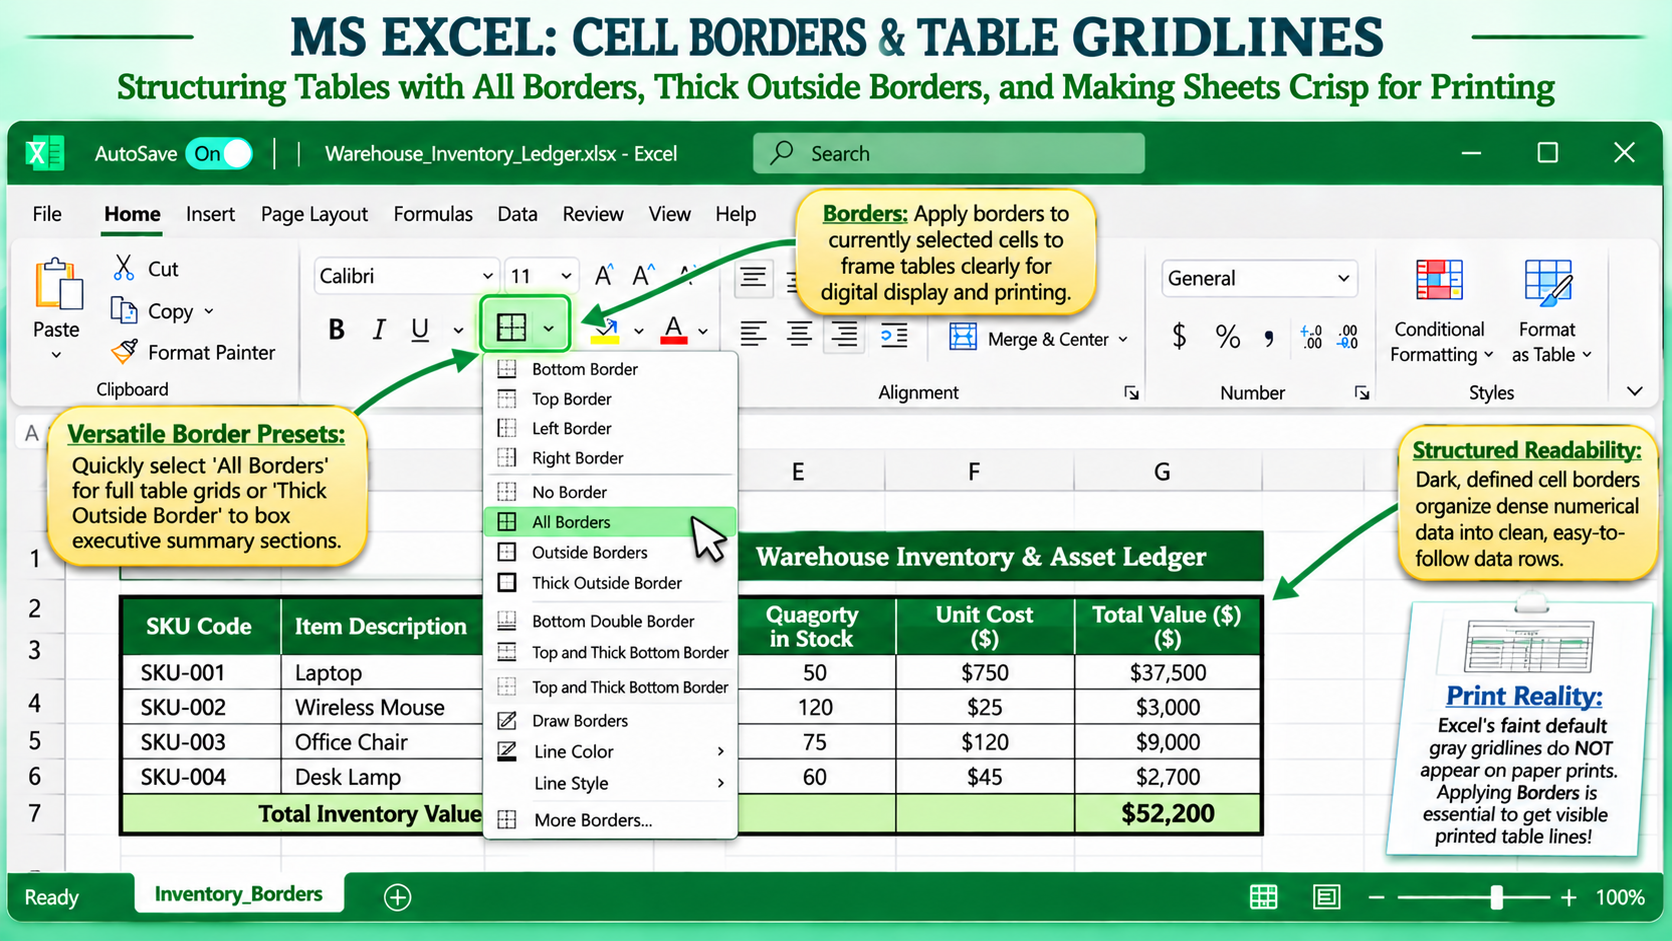 MS EXCEL: CELL BORDERS & TABLE GRIDLINES
Structuring Tables with All Borders, Thick Outside Borders, and Making Sheets Crisp for Printing
AutoSave On
Warehouse_Inventory_Ledger.xlsx - Excel
Search
File Home Insert Page Layout Formulas Data Review View Help
Borders: Apply borders to
currently selected cells to
frame tables clearly for
digital display and printing.
Paste
Cut
Copy
Format Painter
Clipboard
Calibri 11 A A
B I U A
Merge & Center
Alignment
General
$ % , .0 .00
Number
Conditional
Formatting
Format
as Table
Styles
A
Versatile Border Presets:
Quickly select 'All Borders'
for full table grids or 'Thick
Outside Border' to box
executive summary sections.
Bottom Border
Top Border
Left Border
Right Border
No Border
All Borders
Outside Borders
Thick Outside Border
Bottom Double Border
Top and Thick Bottom Border
Top and Thick Bottom Border
Draw Borders
Line Color
Line Style
More Borders...
Structured Readability:
Dark, defined cell borders
organize dense numerical
data into clean, easy-to-
follow data rows.
E F G
1 Warehouse Inventory & Asset Ledger
2
3
SKU Code Item Description
Quagorty
in Stock
Unit Cost
($)
Total Value ($)
($)
SKU-001 Laptop 50 $750 $37,500
4 SKU-002 Wireless Mouse 120 $25 $3,000
5 SKU-003 Office Chair 75 $120 $9,000
6 SKU-004 Desk Lamp 60 $45 $2,700
7 Total Inventory Value $52,200
Print Reality:
Excel's faint default
gray gridlines do NOT
appear on paper prints.
Applying Borders is
essential to get visible
printed table lines!
Ready Inventory_Borders 100%